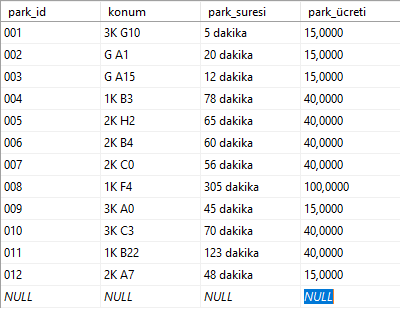 park_id konum park_suresi park_ücreti
001 3K G10 5 dakika 15,0000
002 G A1 20 dakika 15,0000
003 G A15 12 dakika 15,0000
004 1K B3 78 dakika 40,0000
005 2K H2 65 dakika 40,0000
006 2K B4 60 dakika 40,0000
007 2K C0 56 dakika 40,0000
008 1K F4 305 dakika 100,0000
009 3K A0 45 dakika 15,0000
010 3K C3 70 dakika 40,0000
011 1K B22 123 dakika 40,0000
012 2K A7 48 dakika 15,0000
NULL NULL NULL NULL